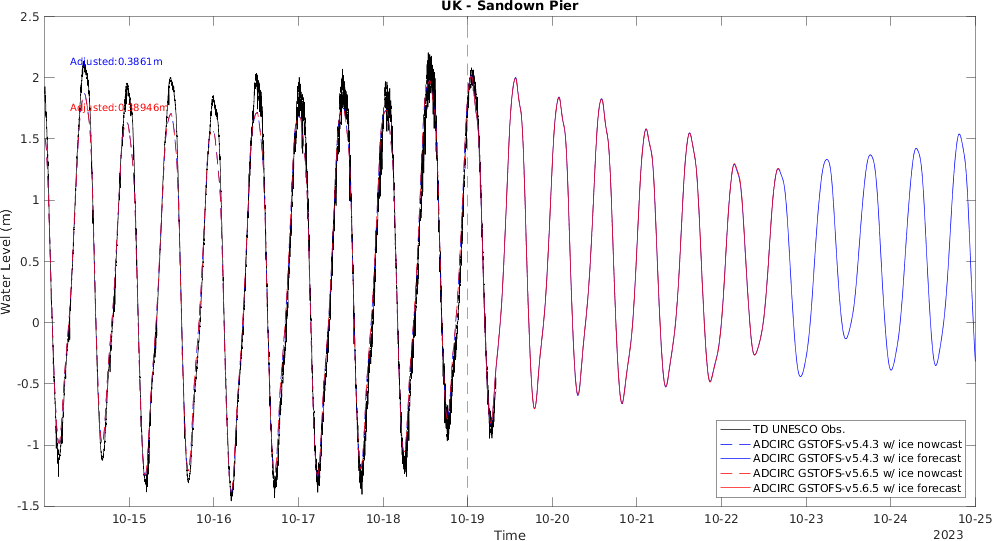 UK - Sandown Pier
Adjusted:0.3861m
Adjusted:0.38946m
Water Level (m)
2.5
2
1.5
1
0.5
0
-0.5
-1
-1.5
10-15
10-16
10-17
10-18
10-19
10-20
10-21
10-22
10-23
10-24
10-25
Time
2023
TD UNESCO Obs.
ADCIRC GSTOFS-v5.4.3 w/ ice nowcast
ADCIRC GSTOFS-v5.4.3 w/ ice forecast
ADCIRC GSTOFS-v5.6.5 w/ ice nowcast
ADCIRC GSTOFS-v5.6.5 w/ ice forecast